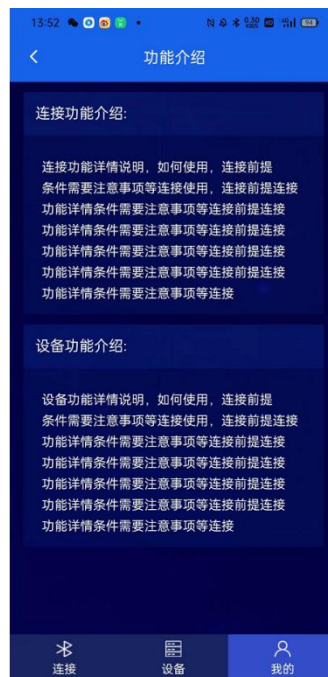 13:52
0.30 KB/S
HD
4G
94
功能介绍
连接功能介绍:
连接功能详情说明，如何使用，连接前提
条件需要注意事项等连接使用，连接前提连接
功能详情条件需要注意事项等连接前提连接
功能详情条件需要注意事项等连接前提连接
功能详情条件需要注意事项等连接前提连接
功能详情条件需要注意事项等连接前提连接
功能详情条件需要注意事项等连接
设备功能介绍:
设备功能详情说明，如何使用，连接前提
条件需要注意事项等连接使用，连接前提连接
功能详情条件需要注意事项等连接前提连接
功能详情条件需要注意事项等连接前提连接
功能详情条件需要注意事项等连接前提连接
功能详情条件需要注意事项等连接前提连接
功能详情条件需要注意事项等连接
连接
设备
我的